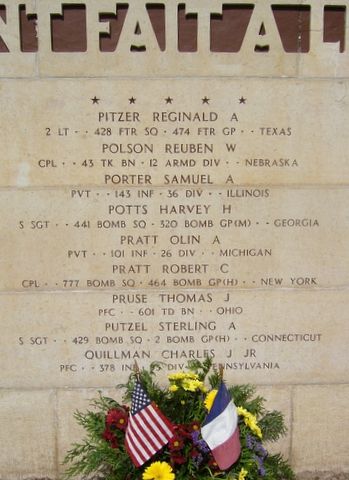 NT FAIT A L
PITZER REGINALD A
2 LT · · 428 FTR SQ · 474 FTR GP · · TEXAS
POLSON REUBEN W
CPL · · 43 TK BN · 12 ARMD DIV · · NEBRASKA
PORTER SAMUEL A
PVT · · 143 INF · 36 DIV · · ILLINOIS
POTTS HARVEY H
S SGT · · 441 BOMB SQ · 320 BOMB GP(M) · · GEORGIA
PRATT OLIN A
PVT · · 101 INF · 26 DIV · · MICHIGAN
PRATT ROBERT C
CPL · · 777 BOMB SQ · 464 BOMB GP(H) · · NEW YORK
PRUSE THOMAS J
PFC · · 601 TD BN · · OHIO
PUTZEL STERLING A
S SGT · · 429 BOMB SQ · 2 BOMB GP(H) · · CONNECTICUT
QUILLMAN CHARLES J JR
PFC · · 378 INF DIV · · PENNSYLVANIA